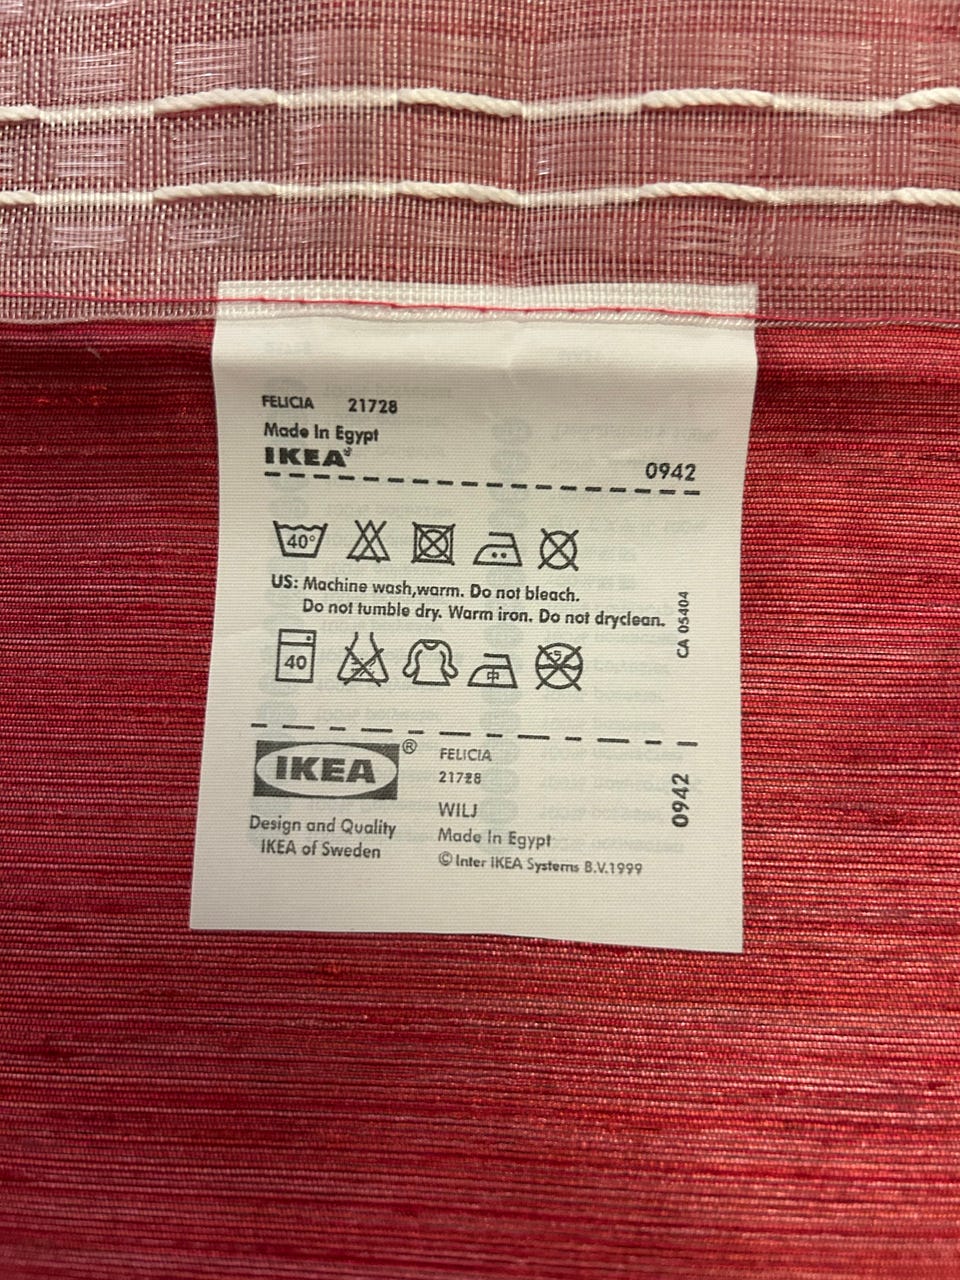 FELICIA 21728
Made In Egypt
IKEA®
0942
40°
US: Machine wash,warm. Do not bleach.
Do not tumble dry. Warm iron. Do not dryclean.
CA 05404
40
中
IKEA®
Design and Quality
IKEA of Sweden
FELICIA
21728
WILJ
Made In Egypt
© Inter IKEA Systems B.V.1999
0942